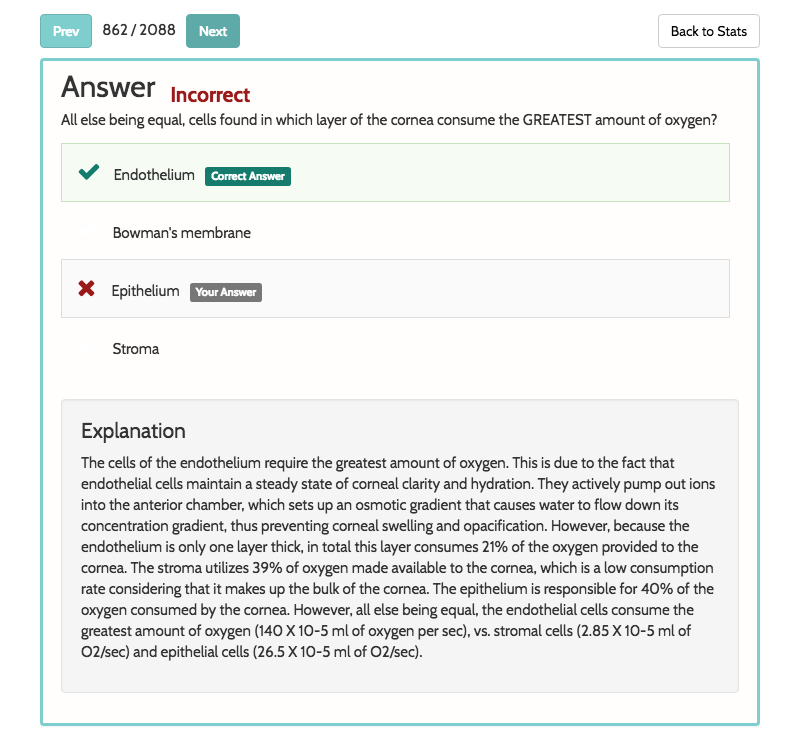 Prev 862 / 2088 Next Back to Stats
Answer Incorrect
All else being equal, cells found in which layer of the cornea consume the GREATEST amount of oxygen?
Endothelium Correct Answer
Bowman's membrane
Epithelium Your Answer
Stroma
Explanation
The cells of the endothelium require the greatest amount of oxygen. This is due to the fact that
endothelial cells maintain a steady state of corneal clarity and hydration. They actively pump out ions
into the anterior chamber, which sets up an osmotic gradient that causes water to flow down its
concentration gradient, thus preventing corneal swelling and opacification. However, because the
endothelium is only one layer thick, in total this layer consumes 21% of the oxygen provided to the
cornea. The stroma utilizes 39% of oxygen made available to the cornea, which is a low consumption
rate considering that it makes up the bulk of the cornea. The epithelium is responsible for 40% of the
oxygen consumed by the cornea. However, all else being equal, the endothelial cells consume the
greatest amount of oxygen (140 X 10-5 ml of oxygen per sec), vs. stromal cells (2.85 X 10-5 ml of
O2/sec) and epithelial cells (26.5 X 10-5 ml of O2/sec).